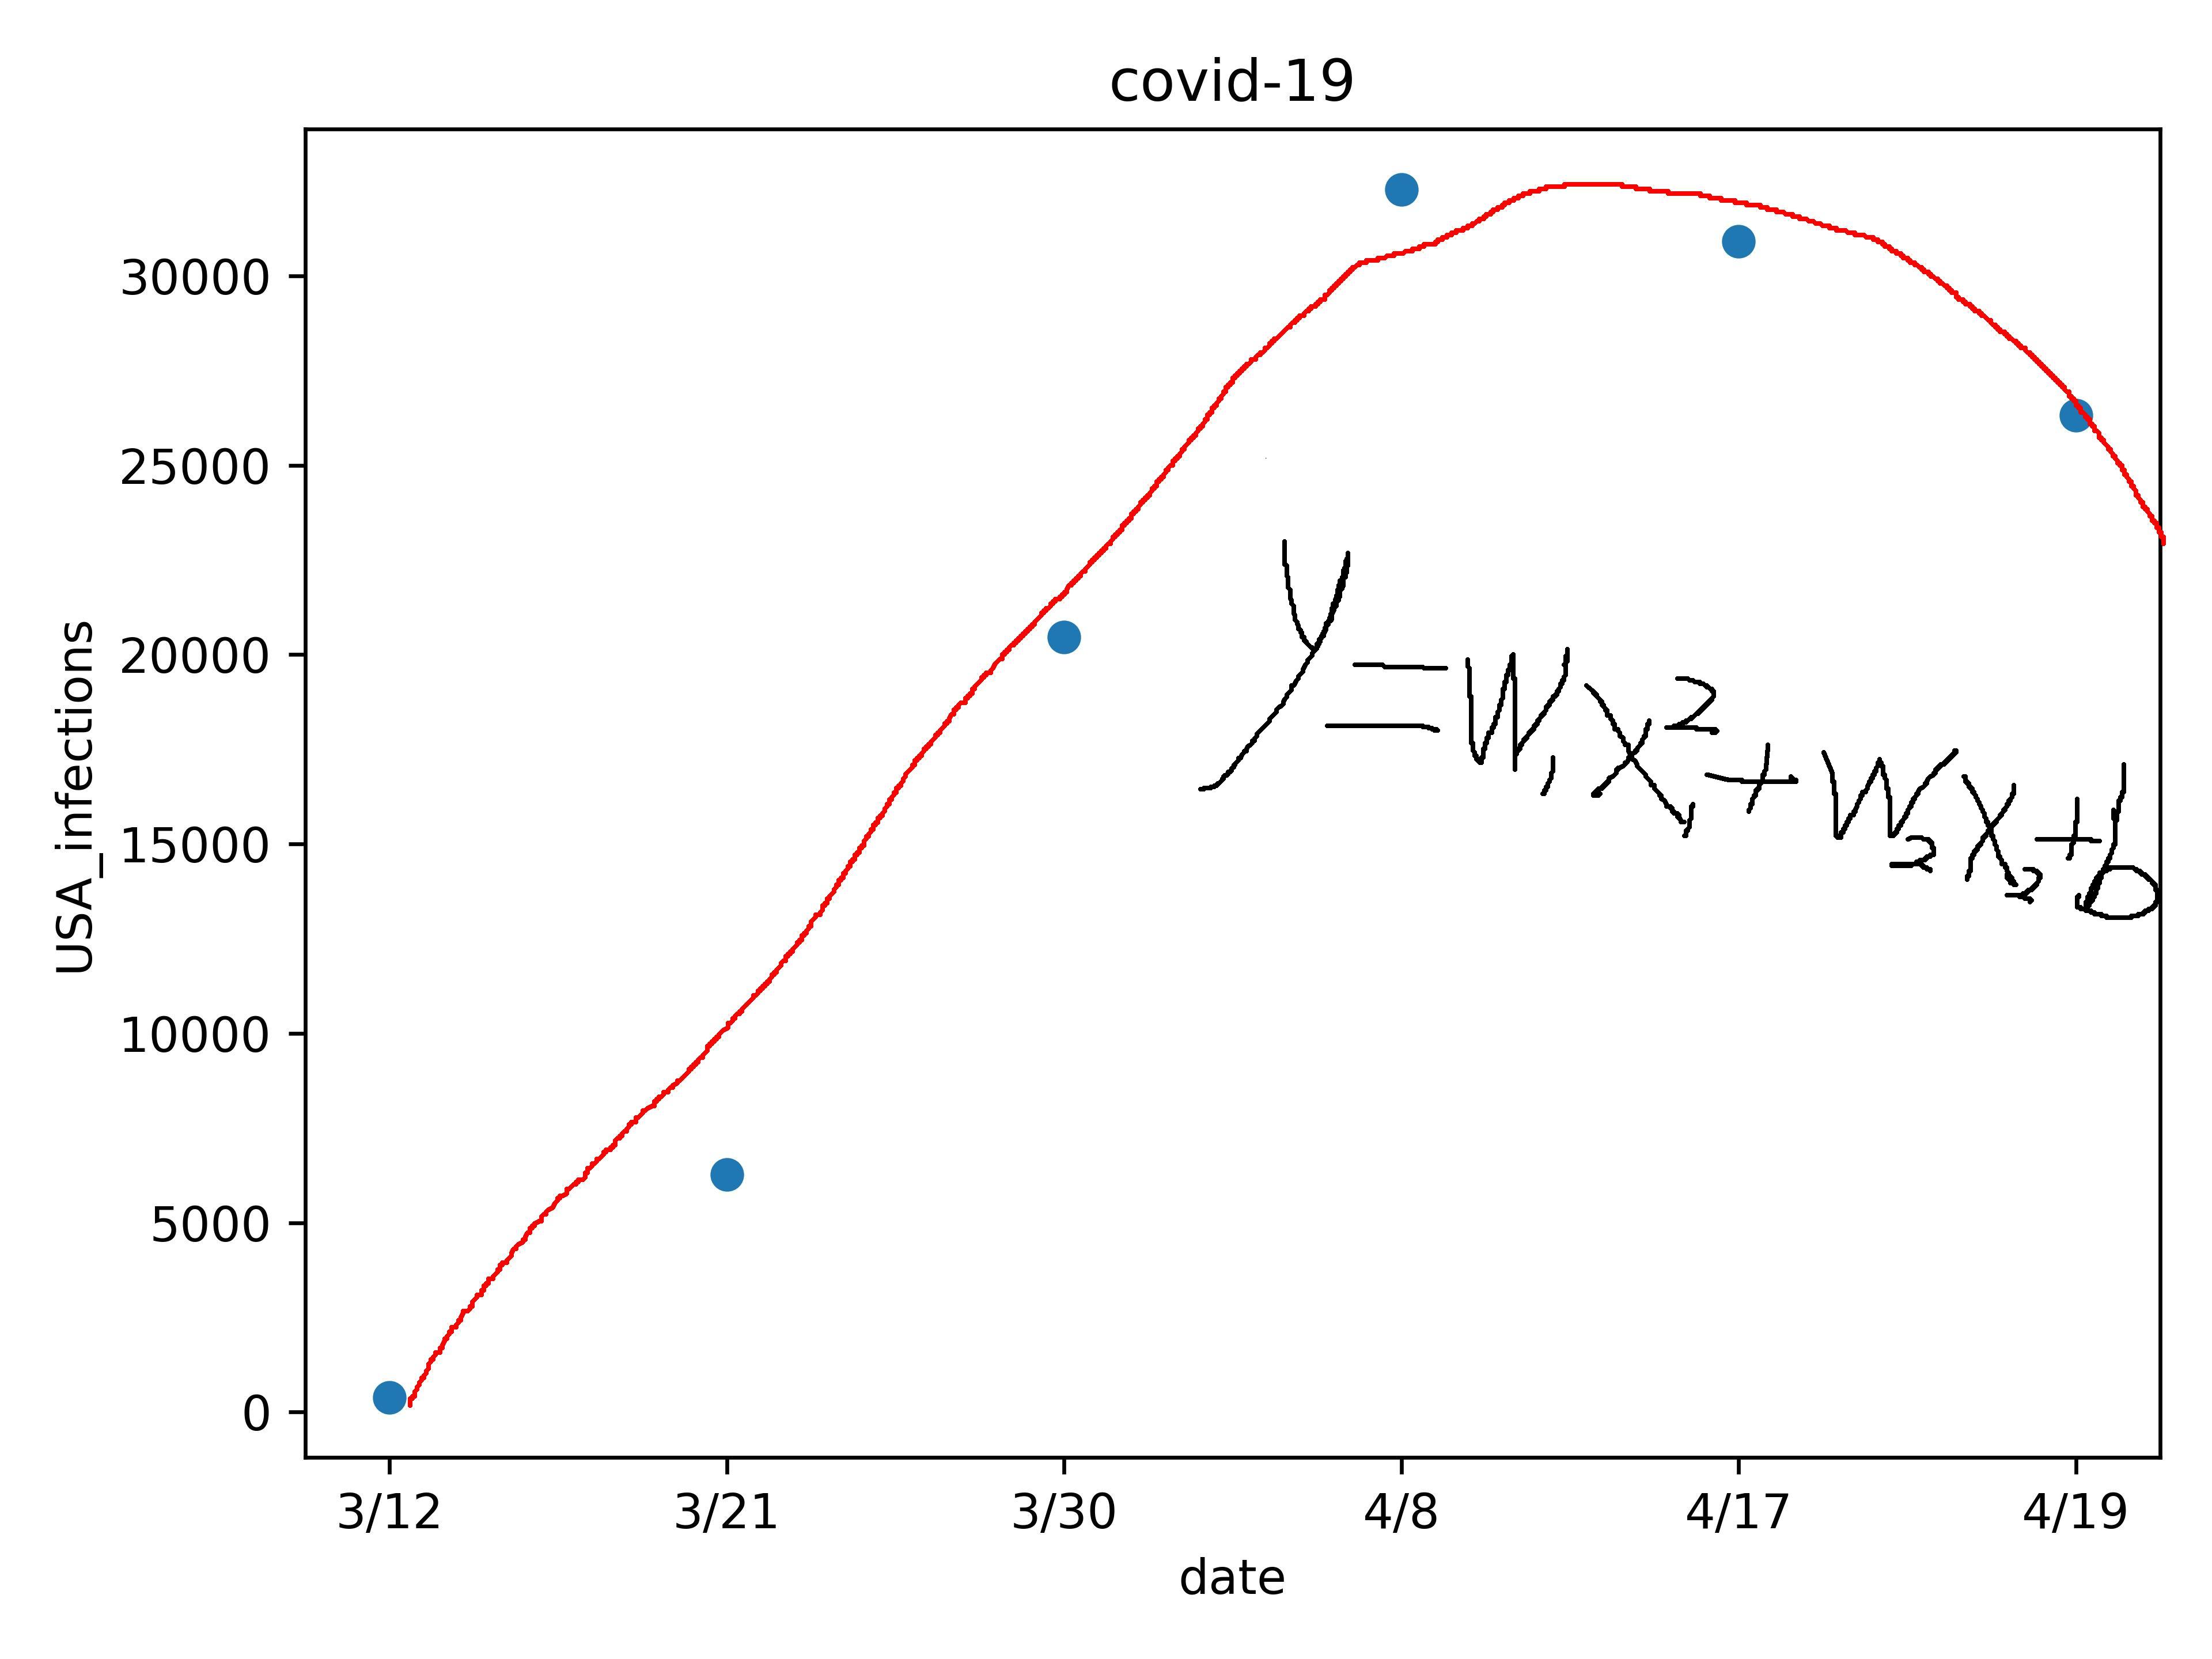 covid-19
30000
25000
20000
15000
10000
5000
0
USA_infections
y=w₁x₁²+w₂x₂+b
3/12 3/21 3/30 4/8 4/17 4/19
date